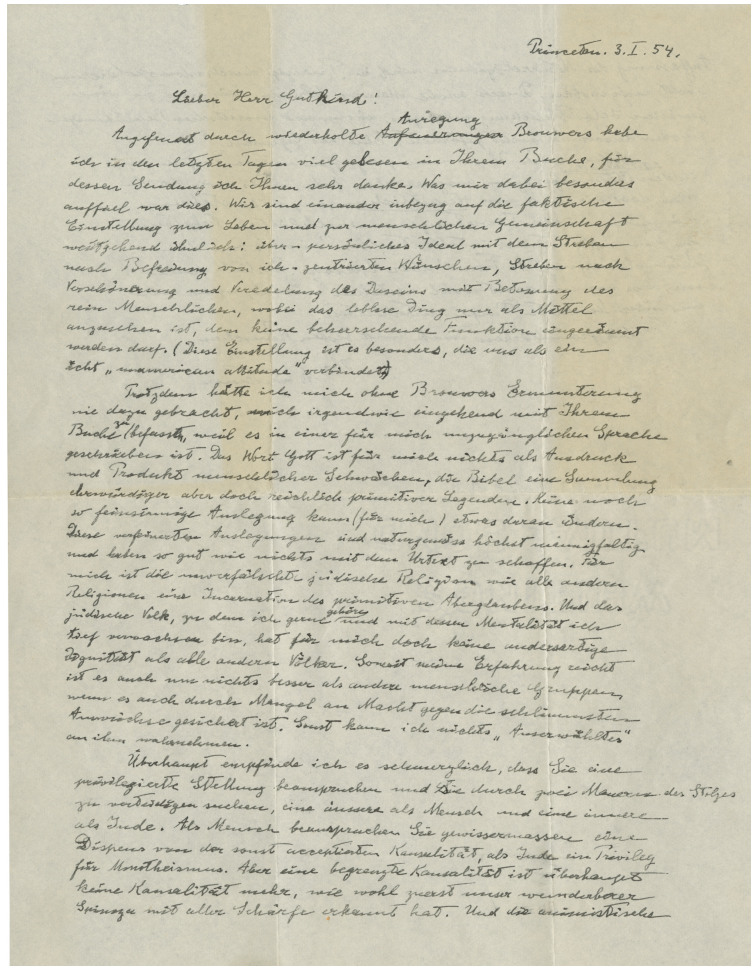 Princeton. 3. I. 54.
Lieber Herr Gutkind!
Anregung
Angefeuert durch wiederholte Brouwers habe
ich in den letzten Tagen viel gelesen in Ihrem Buche, für
dessen Sendung ich Ihnen sehr danke. Was mir dabei besonders
auffiel war dies. Wir sind einander inbezug auf die faktische
Einstellung zum Leben und zur menschlichen Gemeinschaft
weitgehend ähnlich: über-persönliches Ideal mit dem Streben
nach Befreiung von ich-zentrierten Wünschen, Streben nach
Verschönerung und Veredelung des Daseins mit Betonung des
rein Menschlichen, wobei das leblose Ding nur als Mittel
anzusehen ist, dem keine beherrschende Funktion eingeräumt
werden darf. (Diese Einstellung ist es besonders, die uns als ein
ächt „unamerican attitude" verbindet)
Trotzdem hätte ich mich ohne Brouwers Ermunterung
nie dazu gebracht, mich irgendwie eingehend mit Ihrem
Buche zu befassen, weil es in einer für mich unzugänglichen Sprache
geschrieben ist. Das Wort Gott ist für mich nichts als Ausdruck
und Produkt menschlicher Schwächen, die Bibel eine Sammlung
ehrwürdiger aber doch reichlich primitiver Legenden. Keine noch
so feinsinnige Auslegung kann (für mich) etwas daran ändern.
Diese verfeinerten Auslegungen sind naturgemäss höchst mannigfaltig
und haben so gut wie nichts mit dem Urtext zu schaffen. Für
mich ist die unverfälschte jüdische Religion wie alle anderen
Religionen eine Incarnation des primitiven Aberglaubens. Und das
jüdische Volk, zu dem ich gerne gehöre und mit dessen Mentalität ich
tief verwachsen bin, hat für mich doch keine andersartige
Dignität als alle anderen Völker. Soweit meine Erfahrung reicht
ist es auch um nichts besser als andere menschliche Gruppen,
wenn es auch durch Mangel an Macht gegen die schlimmsten
Auswüchse gesichert ist. Sonst kann ich nichts „Auserwähltes"
an ihm wahrnehmen.
Überhaupt empfinde ich es schmerzlich, dass Sie eine
privilegierte Stellung beanspruchen und sie durch zwei Mauern des Stolzes
zu verteidigen suchen, eine äussere als Mensch und eine innere
als Jude. Als Mensch beanspruchen Sie gewissermassen eine
Dispens von der sonst acceptierten Kausalität, als Jude ein Privileg
für Monotheismus. Aber eine begrenzte Kausalität ist überhaupt
keine Kausalität mehr, wie wohl zuerst unser wunderbarer
Spinoza mit aller Schärfe erkannt hat. Und die animistische